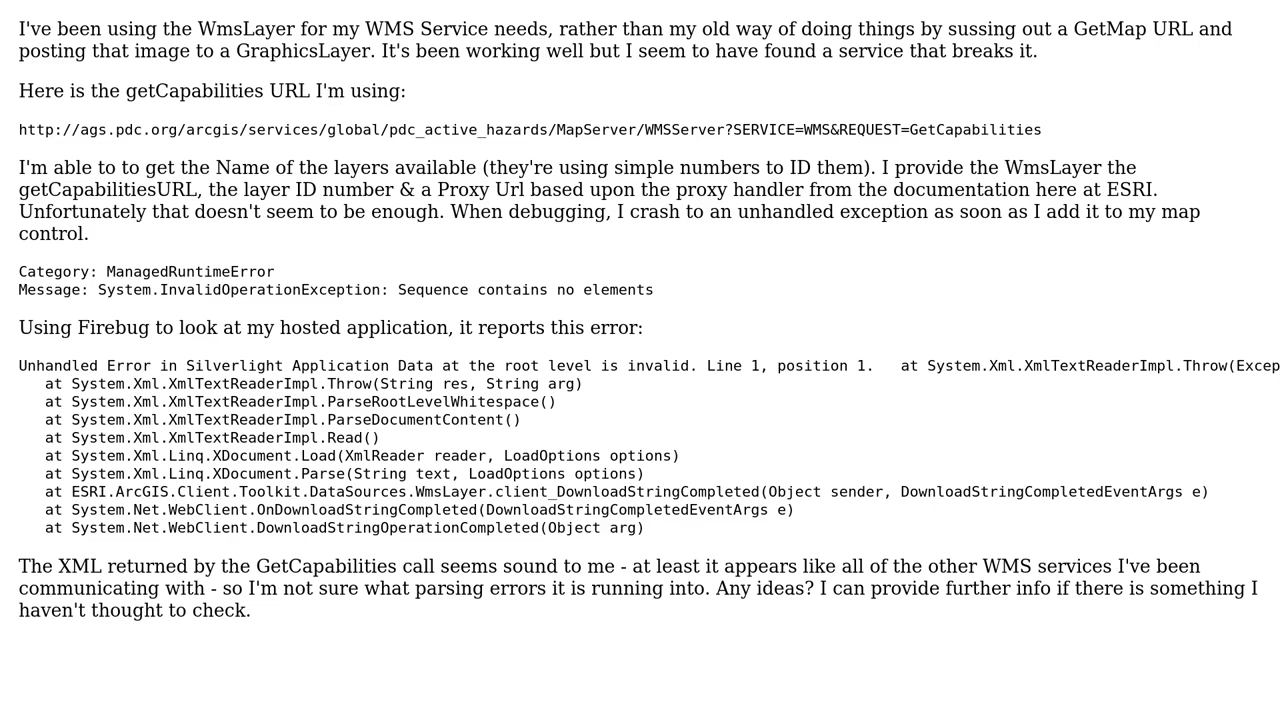 I've been using the WmsLayer for my WMS Service needs, rather than my old way of doing things by sussing out a GetMap URL and
posting that image to a GraphicsLayer. It's been working well but I seem to have found a service that breaks it.
Here is the getCapabilities URL I'm using:
http://ags.pdc.org/arcgis/services/global/pdc_active_hazards/MapServer/WMSServer?SERVICE=WMS&REQUEST=GetCapabilities
I'm able to to get the Name of the layers available (they're using simple numbers to ID them). I provide the WmsLayer the
getCapabilitiesURL, the layer ID number & a Proxy Url based upon the proxy handler from the documentation here at ESRI.
Unfortunately that doesn't seem to be enough. When debugging, I crash to an unhandled exception as soon as I add it to my map
control.
Category: ManagedRuntimeError
Message: System.InvalidOperationException: Sequence contains no elements
Using Firebug to look at my hosted application, it reports this error:
Unhandled Error in Silverlight Application Data at the root level is invalid. Line 1, position 1.   at System.Xml.XmlTextReaderImpl.Throw(Excep
   at System.Xml.XmlTextReaderImpl.Throw(String res, String arg)
   at System.Xml.XmlTextReaderImpl.ParseRootLevelWhitespace()
   at System.Xml.XmlTextReaderImpl.ParseDocumentContent()
   at System.Xml.XmlTextReaderImpl.Read()
   at System.Xml.Linq.XDocument.Load(XmlReader reader, LoadOptions options)
   at System.Xml.Linq.XDocument.Parse(String text, LoadOptions options)
   at ESRI.ArcGIS.Client.Toolkit.DataSources.WmsLayer.client_DownloadStringCompleted(Object sender, DownloadStringCompletedEventArgs e)
   at System.Net.WebClient.OnDownloadStringCompleted(DownloadStringCompletedEventArgs e)
   at System.Net.WebClient.DownloadStringOperationCompleted(Object arg)
The XML returned by the GetCapabilities call seems sound to me - at least it appears like all of the other WMS services I've been
communicating with - so I'm not sure what parsing errors it is running into. Any ideas? I can provide further info if there is something I
haven't thought to check.